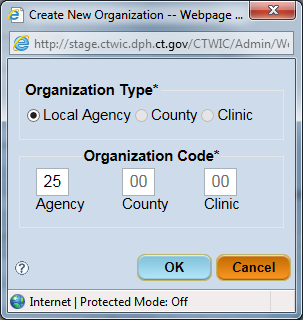 Create New Organization -- Webpage ...
http://stage.ctwic.dph.ct.gov/CTWIC/Admin/We
Organization Type*
Local Agency County Clinic
Organization Code*
25 00 00
Agency County Clinic
? OK Cancel
Internet | Protected Mode: Off